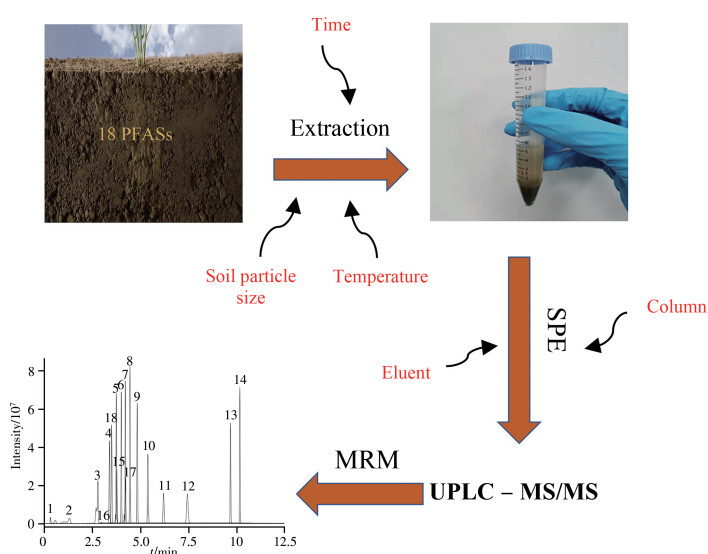 Time
18 PFASs
Extraction
Soil particle
size
Temperature
SPE
Column
Eluent
MRM
UPLC – MS/MS
Intensity/10⁷
8
6
4
2
0
1
2
3
16
4
18
5
15
6
7
17
8
9
10
11
12
13
14
0
2.5
5.0
7.5
10
12.5
t/min